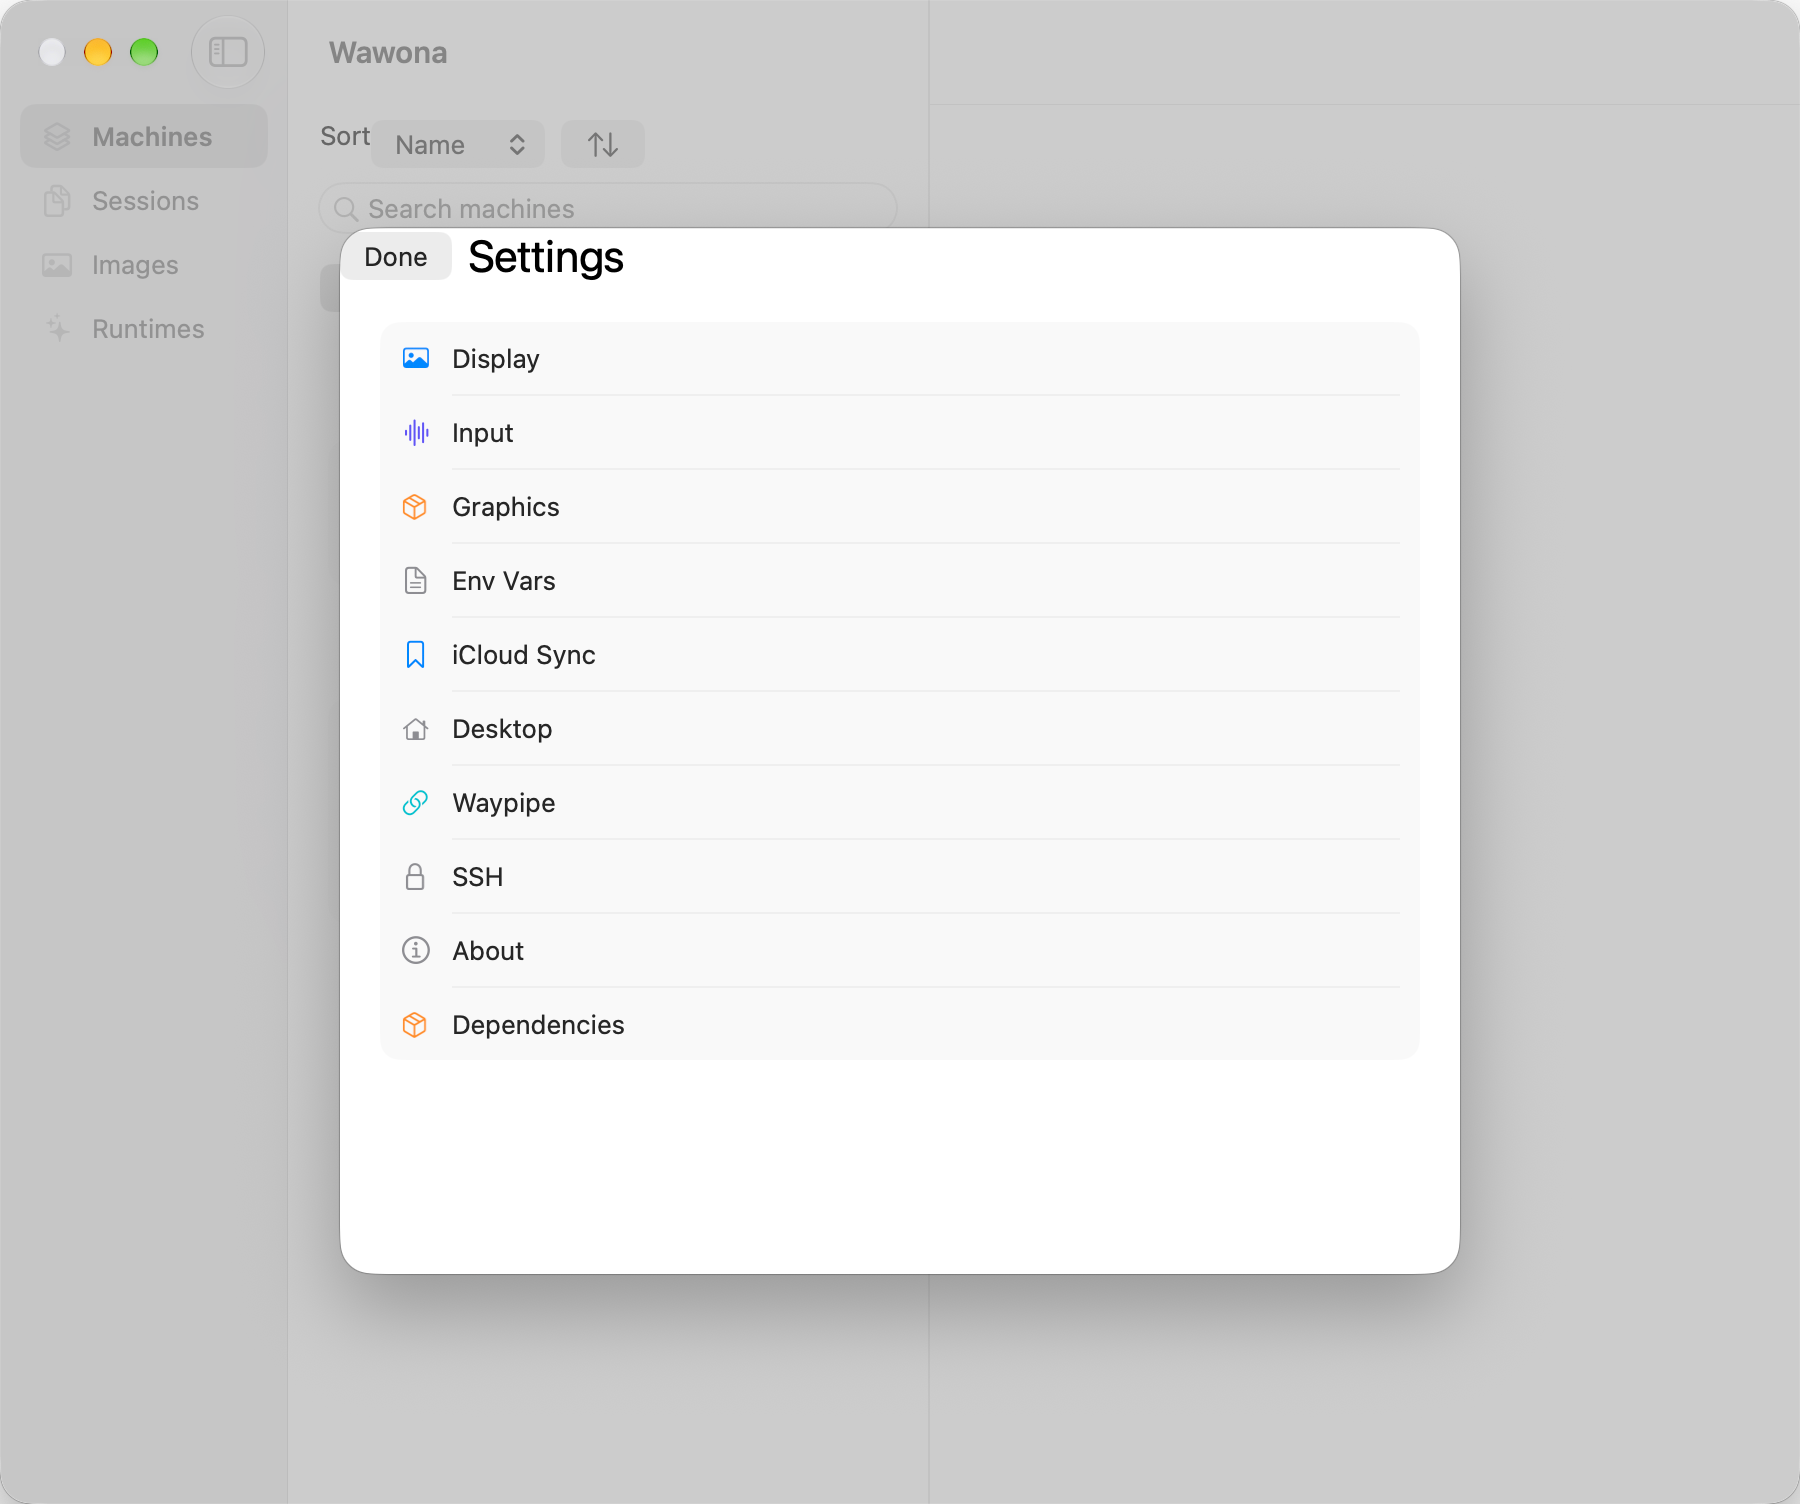 Wawona
Machines
Sessions
Images
Runtimes
Sort Name
Search machines
Done Settings
Display
Input
Graphics
Env Vars
iCloud Sync
Desktop
Waypipe
SSH
About
Dependencies